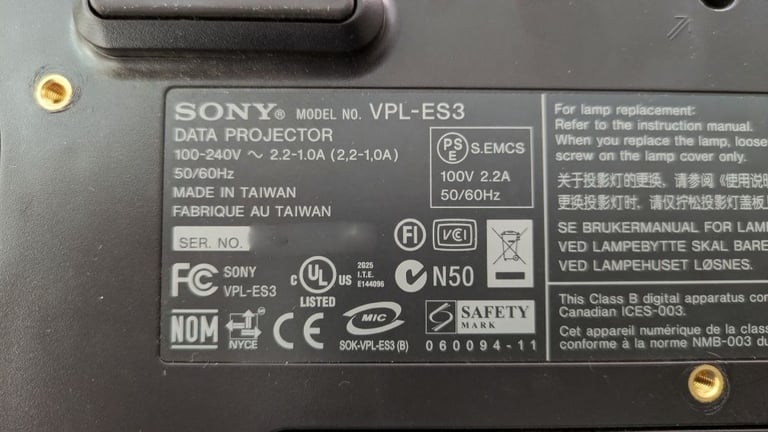 SONY® MODEL NO. VPL-ES3
DATA PROJECTOR
100-240V ~ 2.2-1.0A (2,2-1,0A)
50/60Hz
MADE IN TAIWAN
FABRIQUE AU TAIWAN
SER. NO.
PS E S.EMCS
100V 2.2A
50/60Hz
FI VCI
FC SONY
VPL-ES3
C UL US
LISTED
2025
I.T.E.
E144096
N50
NOM NYCE
CE
MIC
SOK-VPL-ES3 (B)
S SAFETY
MARK
060094-11
For lamp replacement:
Refer to the instruction manual.
When you replace the lamp, loose
screw on the lamp cover only.
关于投影灯的更换，请参阅《使用说明
更换投影灯时，请仅拧松投影灯盖板上
SE BRUKERMANUAL FOR LAM
VED LAMPEBYTTE SKAL BARE
VED LAMPEHUSET LØSNES.
This Class B digital apparatus con
Canadian ICES-003.
Cet appareil numérique de la class
conforme à la norme NMB-003 du